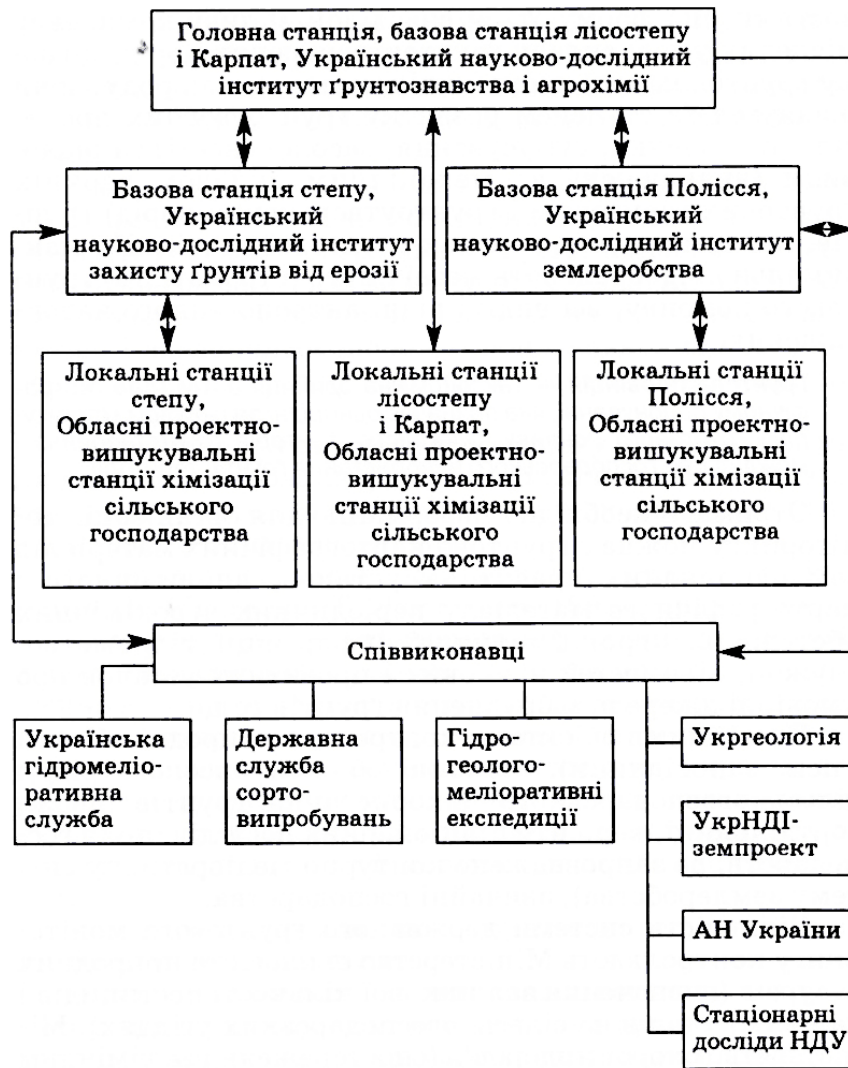 Головна станція, базова станція лісостепу
і Карпат, Український науково-дослідний
інститут ґрунтознавства і агрохімії
Базова станція степу,
Український
науково-дослідний інститут
захисту ґрунтів від ерозії
Базова станція Полісся,
Український
науково-дослідний інститут
землеробства
Локальні станції
степу,
Обласні проектно-
вишукувальні
станції хімізації
сільського
господарства
Локальні станції
лісостепу
і Карпат,
Обласні проектно-
вишукувальні
станції хімізації
сільського
господарства
Локальні станції
Полісся,
Обласні проектно-
вишукувальні
станції хімізації
сільського
господарства
Співвиконавці
Українська
гідромеліо-
ративна
служба
Державна
служба
сорто-
випробувань
Гідро-
геолого-
меліоративні
експедиції
Укргеологія
УкрНДІ-
земпроект
АН України
Стаціонарні
досліди НДУ